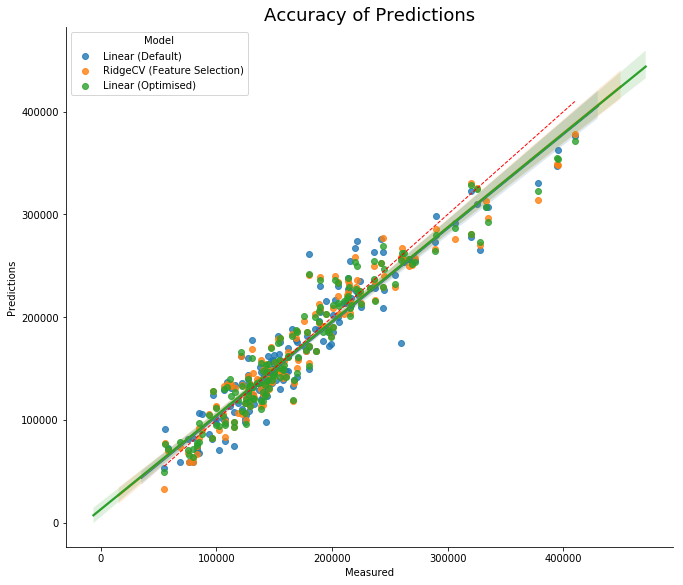 Accuracy of Predictions
Model
Linear (Default)
RidgeCV (Feature Selection)
Linear (Optimised)
400000
300000
200000
100000
0
Predictions
0 100000 200000 300000 400000
Measured